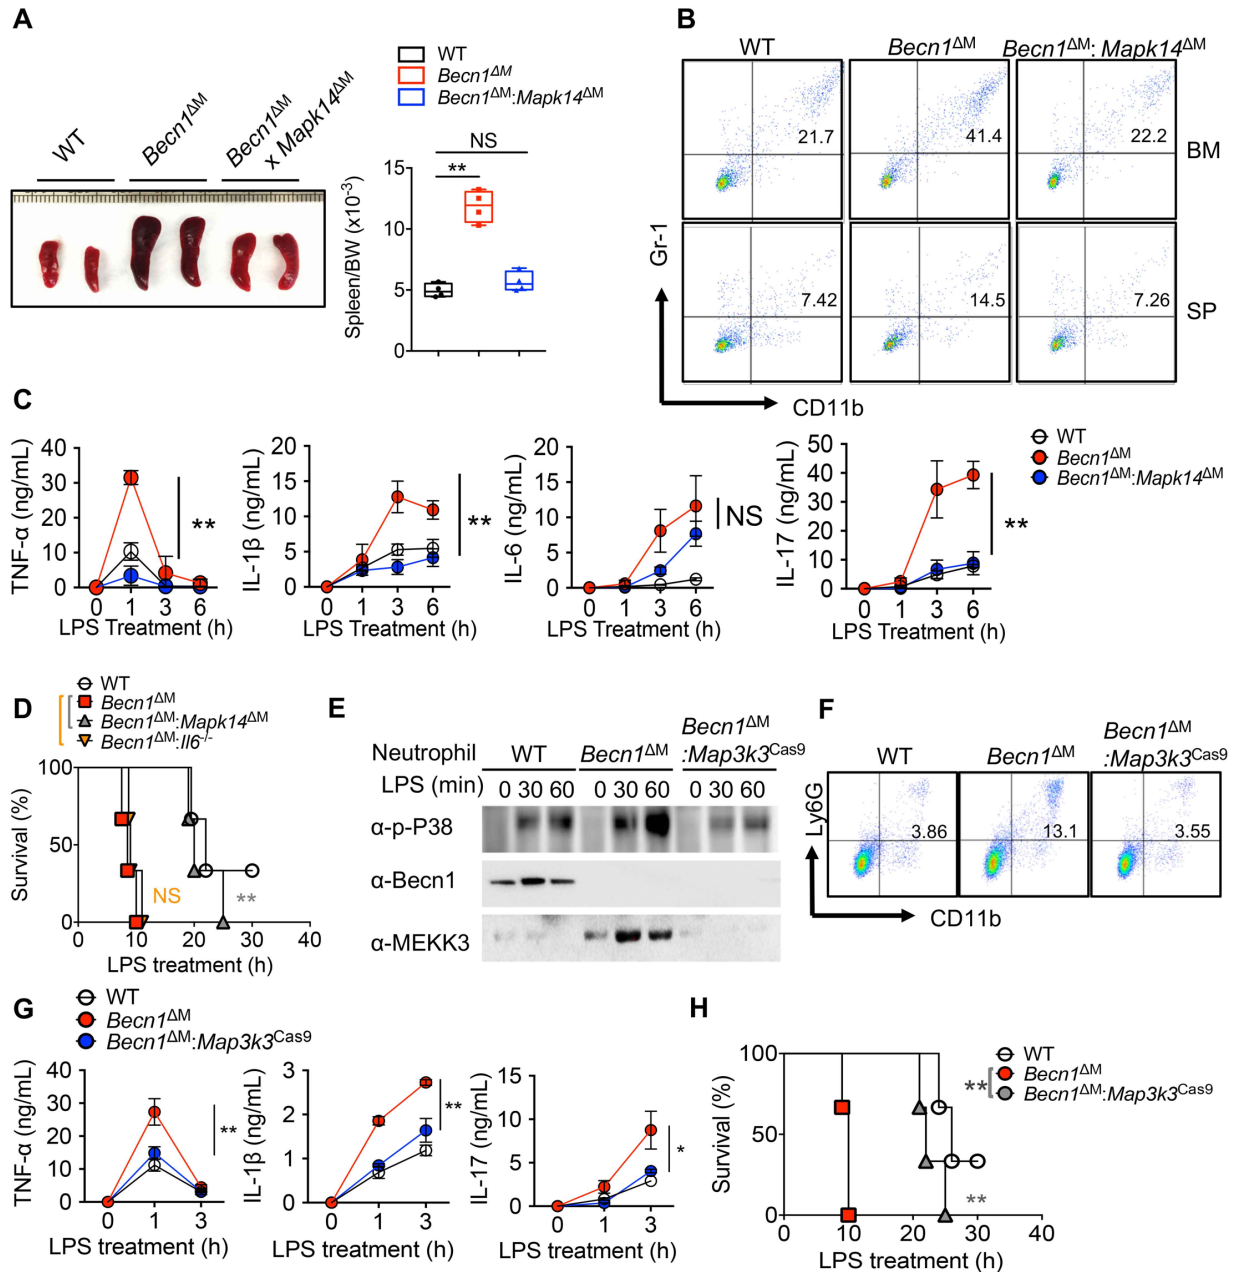 A
WT
Becn1ΔM
Becn1ΔM
x Mapk14ΔM
WT
Becn1ΔM
Becn1ΔM:Mapk14ΔM
NS
**
15
10
5
0
Spleen/BW (x10-3)
B
WT
Becn1ΔM
Becn1ΔM: Mapk14ΔM
21.7
41.4
22.2
BM
7.42
14.5
7.26
SP
Gr-1
CD11b
C
WT
Becn1ΔM
Becn1ΔM:Mapk14ΔM
TNF-α (ng/mL)
40
30
20
10
0
**
0 1 3 6
LPS Treatment (h)
IL-1β (ng/mL)
20
15
10
5
0
**
0 1 3 6
LPS Treatment (h)
IL-6 (ng/mL)
20
15
10
5
0
NS
0 1 3 6
LPS Treatment (h)
IL-17 (ng/mL)
50
40
30
20
10
0
**
0 1 3 6
LPS Treatment (h)
D
WT
Becn1ΔM
Becn1ΔM:Mapk14ΔM
Becn1ΔM:Il6-/-
Survival (%)
100
50
0
NS
**
0 10 20 30 40
LPS treatment (h)
E
Neutrophil
WT
Becn1ΔM
Becn1ΔM
:Map3k3Cas9
LPS (min)
0 30 60 0 30 60 0 30 60
α-p-P38
α-Becn1
α-MEKK3
F
WT
Becn1ΔM
Becn1ΔM
:Map3k3Cas9
3.86
13.1
3.55
Ly6G
CD11b
G
WT
Becn1ΔM
Becn1ΔM:Map3k3Cas9
TNF-α (ng/mL)
40
30
20
10
0
**
0 1 3
LPS treatment (h)
IL-1β (ng/mL)
3
2
1
0
**
0 1 3
LPS treatment (h)
IL-17 (ng/mL)
15
10
5
0
*
0 1 3
LPS treatment (h)
H
WT
Becn1ΔM
Becn1ΔM:Map3k3Cas9
**
Survival (%)
100
50
0
**
0 10 20 30 40
LPS treatment (h)